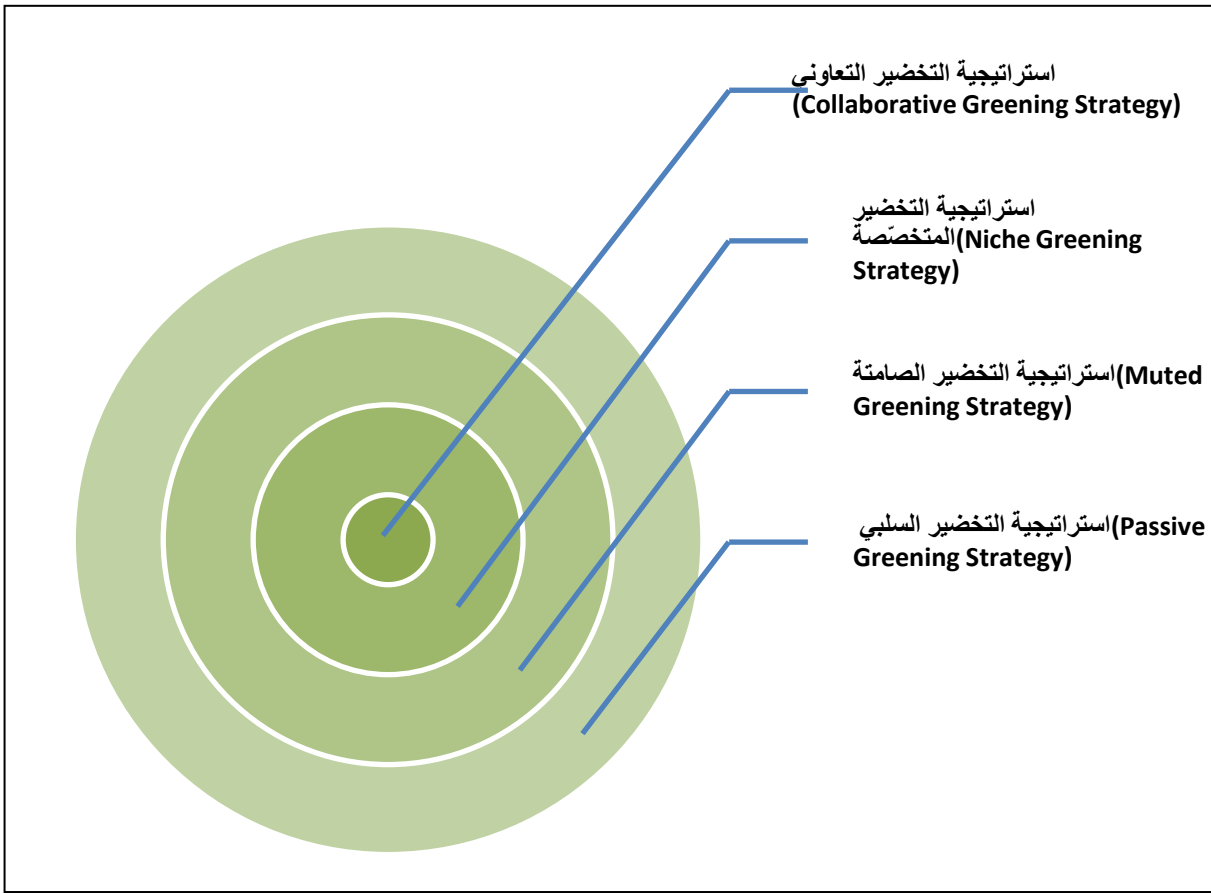 استراتيجية التخضير التعاوني
(Collaborative Greening Strategy)
استراتيجية التخضير
المتخصّصة(Niche Greening
Strategy)
استراتيجية التخضير الصامتة(Muted
Greening Strategy)
استراتيجية التخضير السلبي(Passive
Greening Strategy)